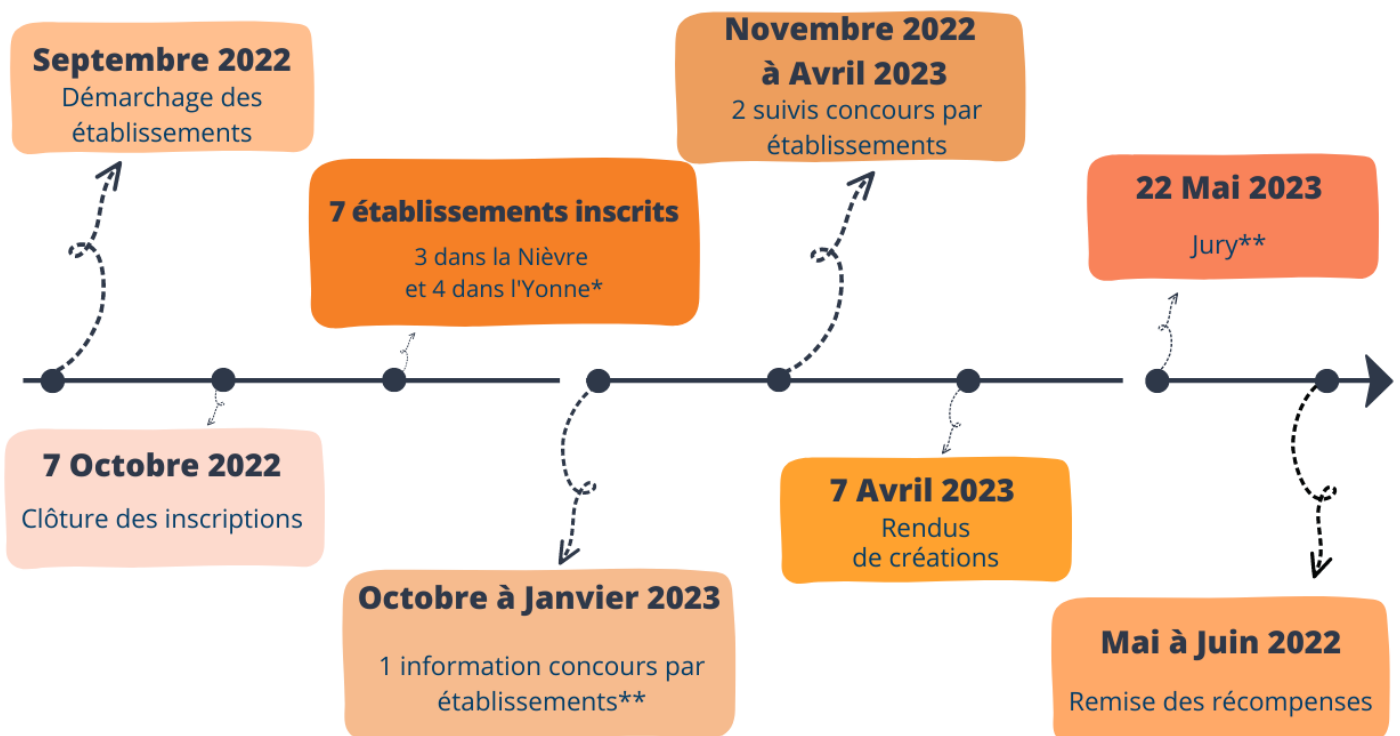 Septembre 2022
Démarchage des
établissements
7 Octobre 2022
Clôture des inscriptions
7 établissements inscrits
3 dans la Nièvre
et 4 dans l'Yonne*
Octobre à Janvier 2023
1 information concours par
établissements**
Novembre 2022
à Avril 2023
2 suivis concours par
établissements
7 Avril 2023
Rendus
de créations
22 Mai 2023
Jury**
Mai à Juin 2022
Remise des récompenses